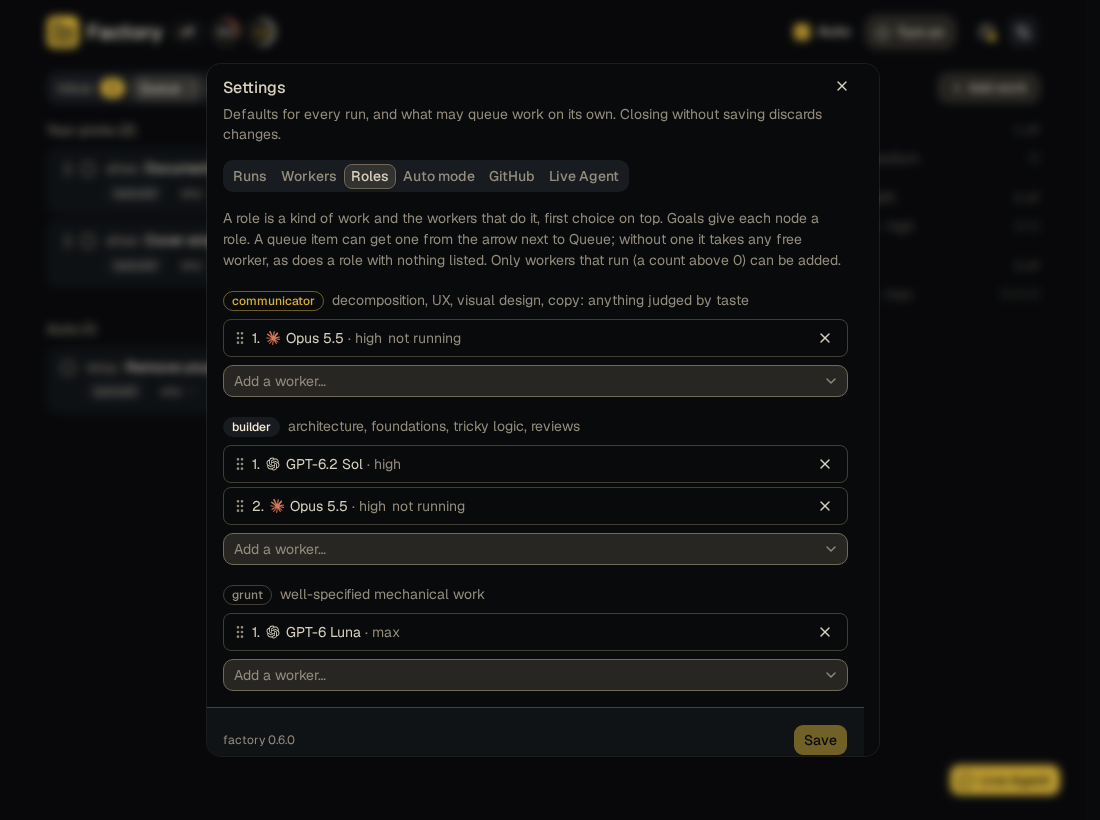 Factory
Settings
Defaults for every run, and what may queue work on its own. Closing without saving discards
changes.
Runs Workers Roles Auto mode GitHub Live Agent
A role is a kind of work and the workers that do it, first choice on top. Goals give each node a
role. A queue item can get one from the arrow next to Queue; without one it takes any free
worker, as does a role with nothing listed. Only workers that run (a count above 0) can be added.
communicator decomposition, UX, visual design, copy: anything judged by taste
1. Opus 5.5 · high not running
Add a worker...
builder architecture, foundations, tricky logic, reviews
1. GPT-6.2 Sol · high
2. Opus 5.5 · high not running
Add a worker...
grunt well-specified mechanical work
1. GPT-6 Luna · max
Add a worker...
factory 0.6.0 Save